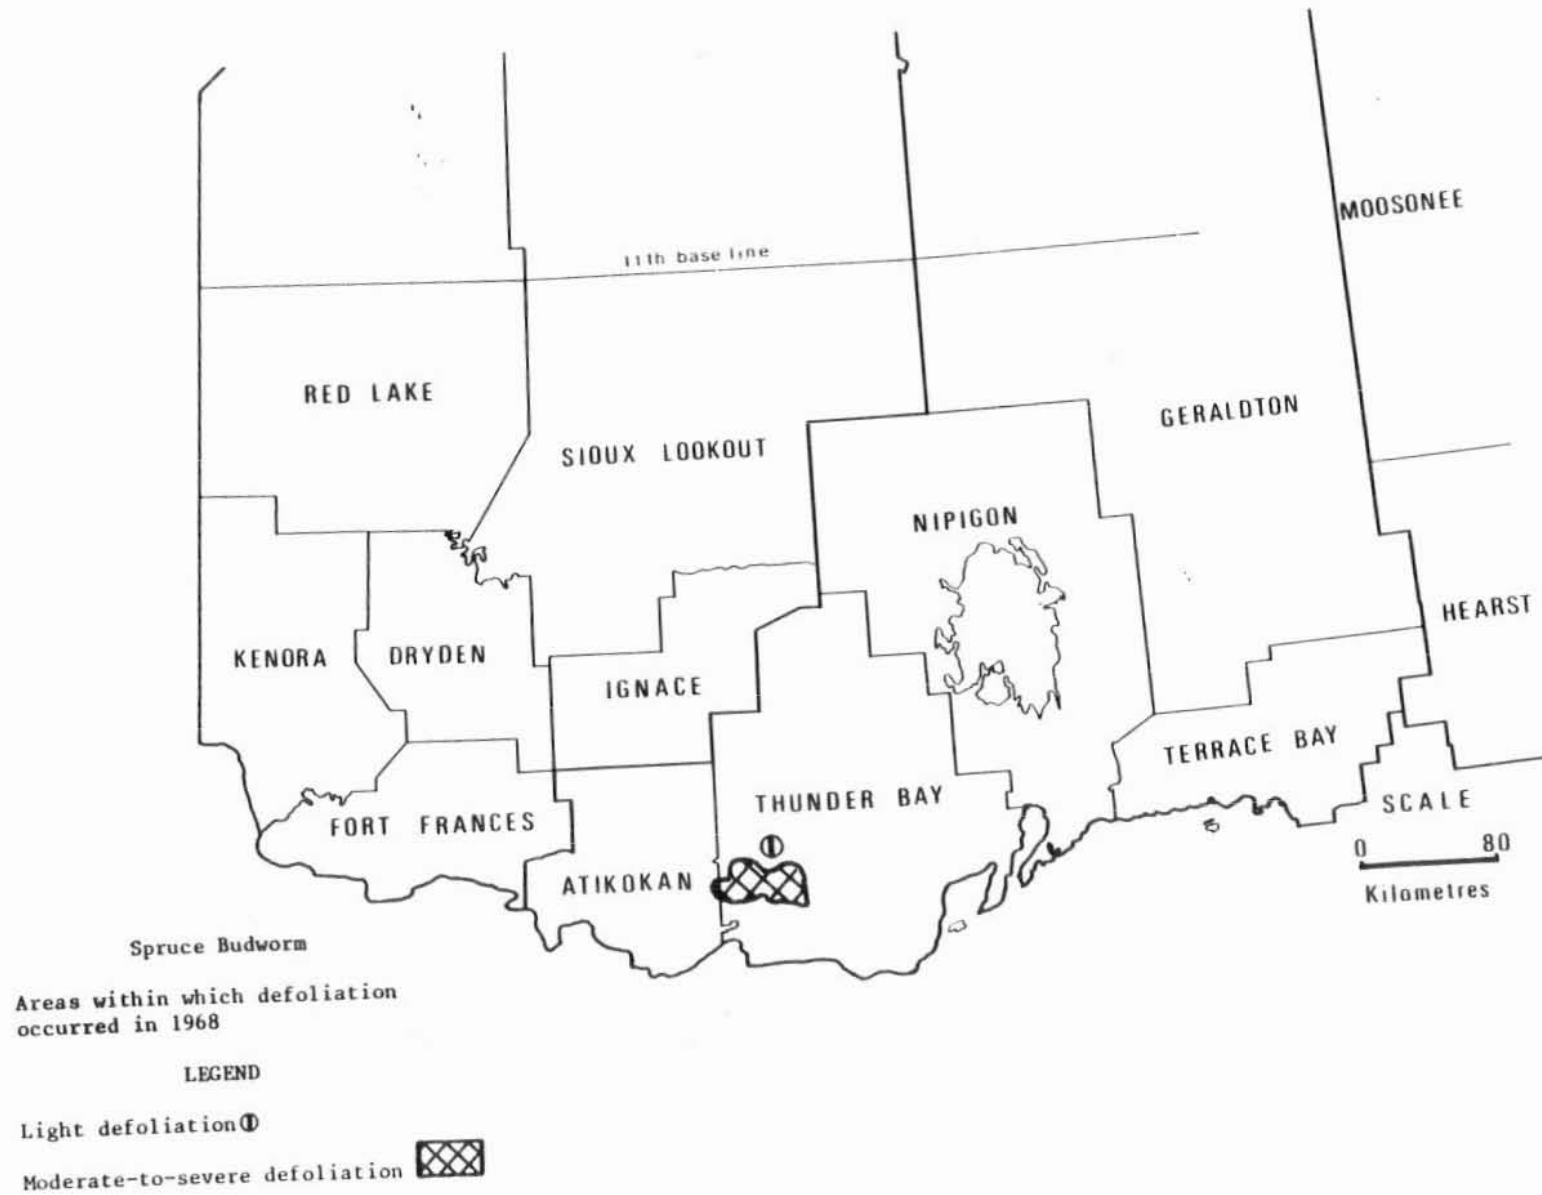 MOOSONEE
11th base line
RED LAKE
GERALDTON
SIOUX LOOKOUT
NIPIGON
HEARST
KENORA
DRYDEN
IGNACE
TERRACE BAY
THUNDER BAY
SCALE
FORT FRANCES
0 80
Kilometres
ATIKOKAN
Spruce Budworm
Areas within which defoliation
occurred in 1968
LEGEND
Light defoliation
Moderate-to-severe defoliation